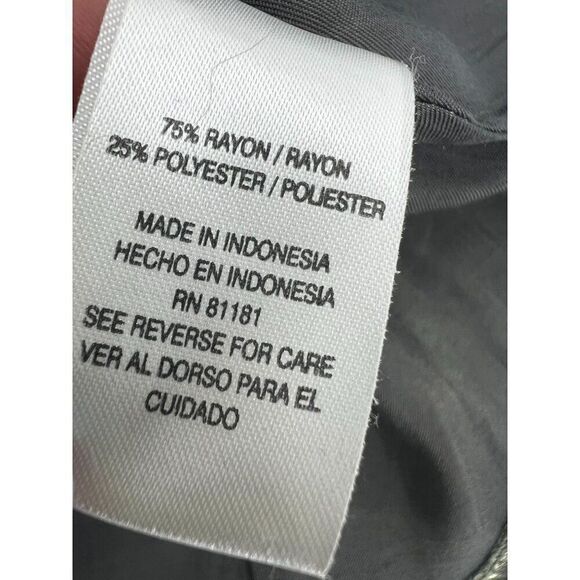 75% RAYON / RAYON
25% POLYESTER / POLIESTER
MADE IN INDONESIA
HECHO EN INDONESIA
RN 81181
SEE REVERSE FOR CARE
VER AL DORSO PARA EL
CUIDADO